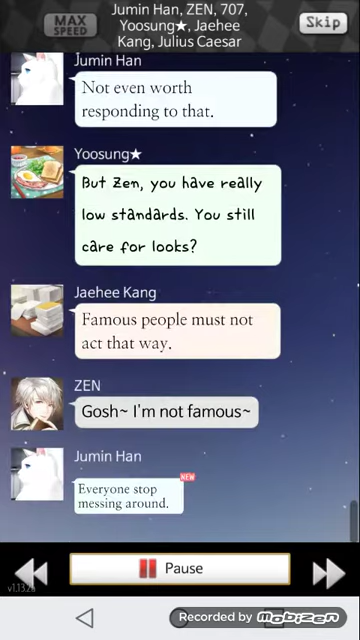 MAX
SPEED
Jumin Han, ZEN, 707,
Yoosung★, Jaehee
Kang, Julius Caesar
Skip
Jumin Han
Not even worth
responding to that.
Yoosung★
But Zen, you have really
low standards. You still
care for looks?
Jaehee Kang
Famous people must not
act that way.
ZEN
Gosh~ I'm not famous~
Jumin Han
NEW
Everyone stop
messing around.
Pause
Recorded by Mobizen